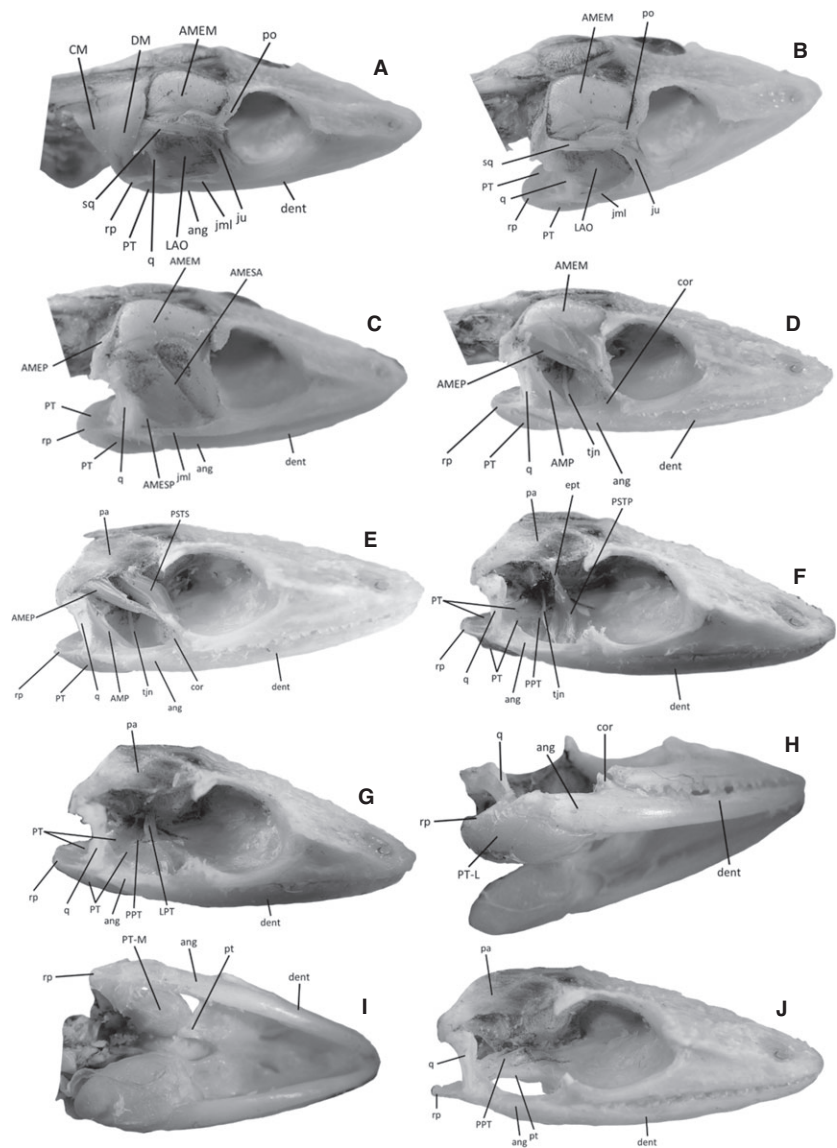 CM DM AMEM po A
sq rp PT q LAO ang jml ju dent
AMEM po B
sq PT q rp PT LAO jml ju
AMEM AMESA C
AMEP PT rp PT q AMESP jml ang dent
AMEM cor D
AMEP rp PT q AMP tjn ang dent
pa PSTS E
AMEP rp PT q AMP tjn ang cor dent
pa ept PSTP F
PT rp q PT ang PPT tjn dent
pa G
PT rp q PT ang PPT LPT dent
q ang cor H
rp PT-L dent
PT-M ang pt dent
rp I
pa J
q rp PPT ang pt dent